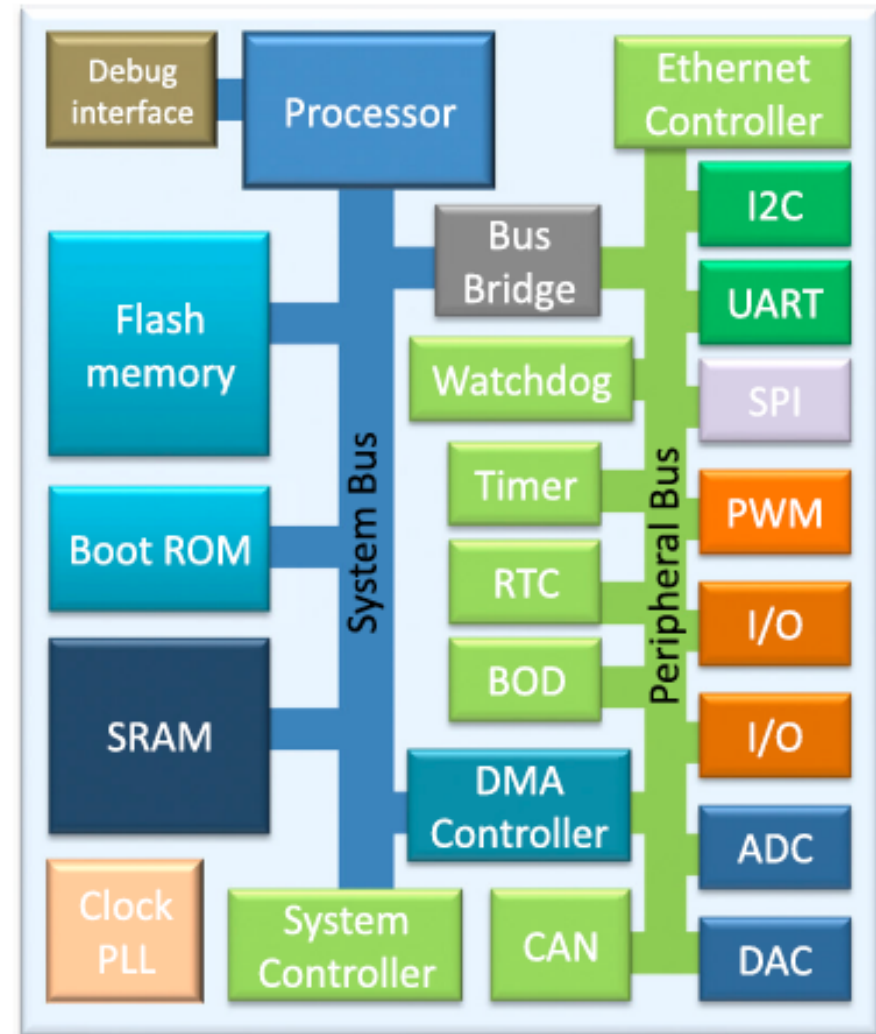 Debug
interface
Processor
Ethernet
Controller
I2C
Bus
Bridge
Flash
memory
UART
Watchdog
SPI
System Bus
Peripheral Bus
Timer
PWM
Boot ROM
RTC
I/O
BOD
SRAM
I/O
DMA
Controller
ADC
Clock
PLL
System
Controller
CAN
DAC